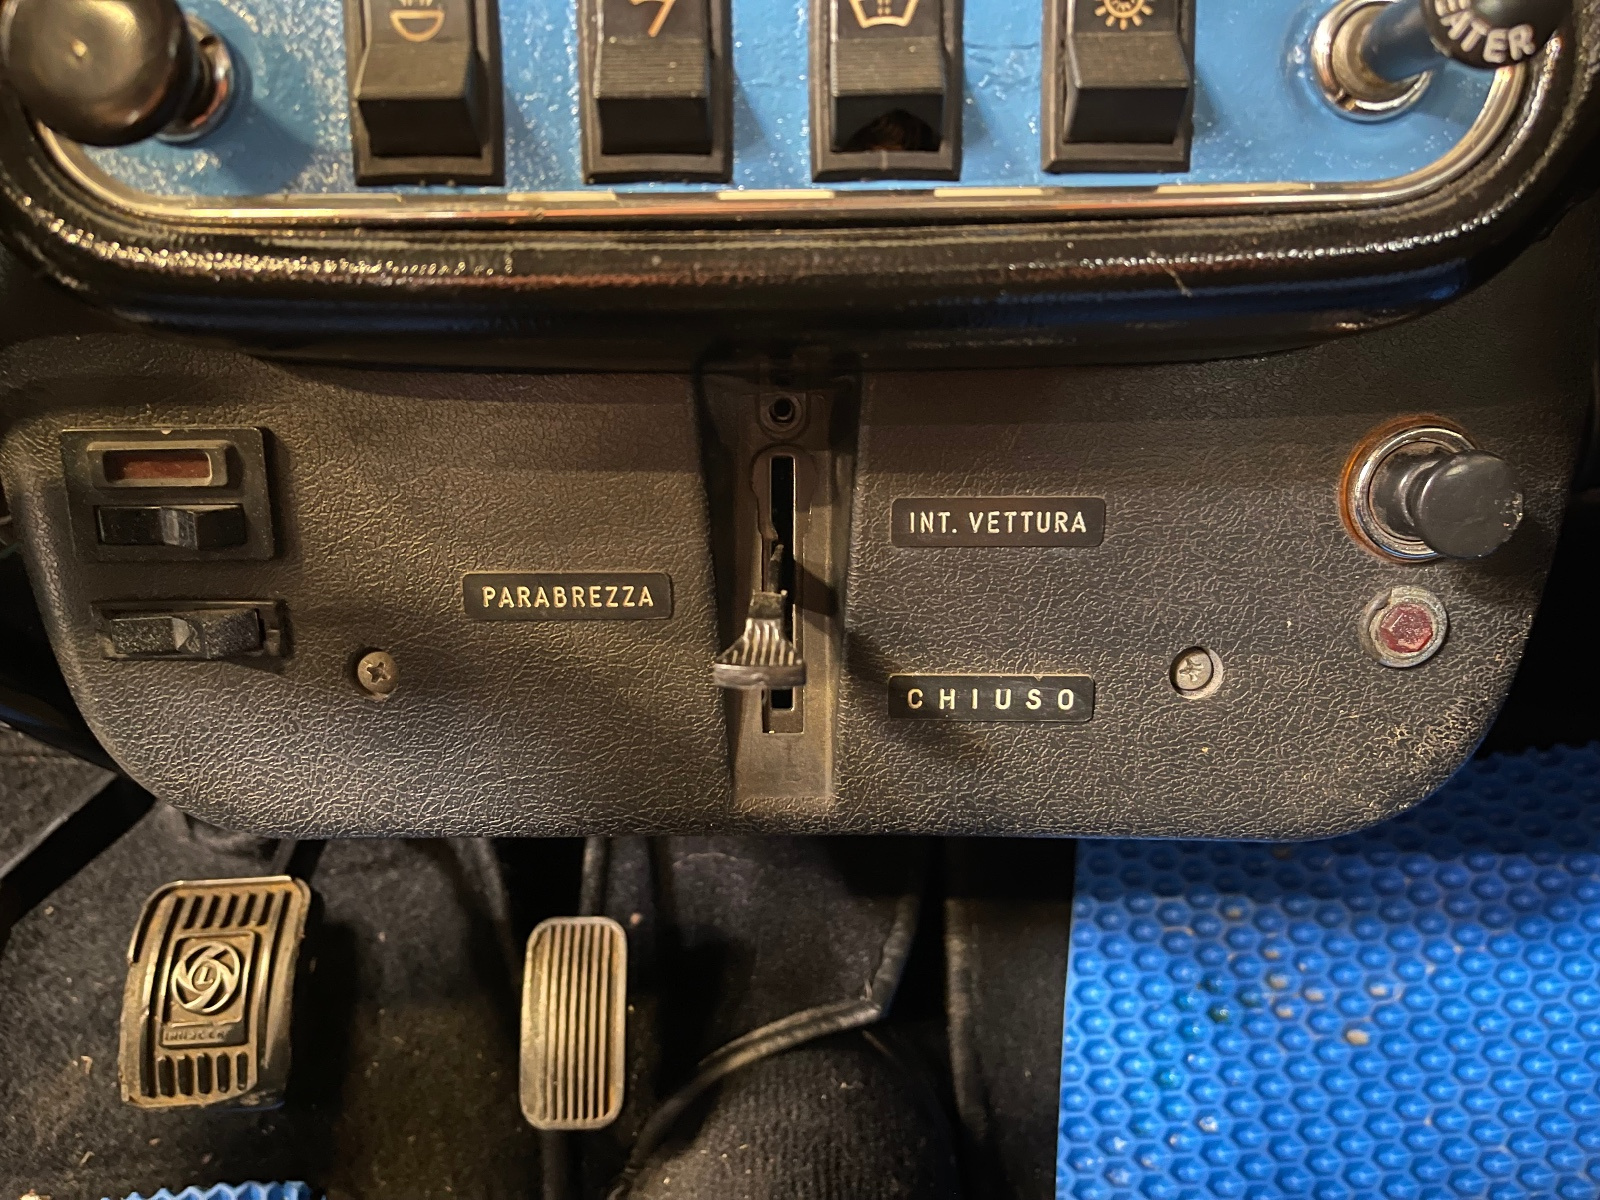 EATER
INT. VETTURA
PARABREZZA
CHIUSO
L